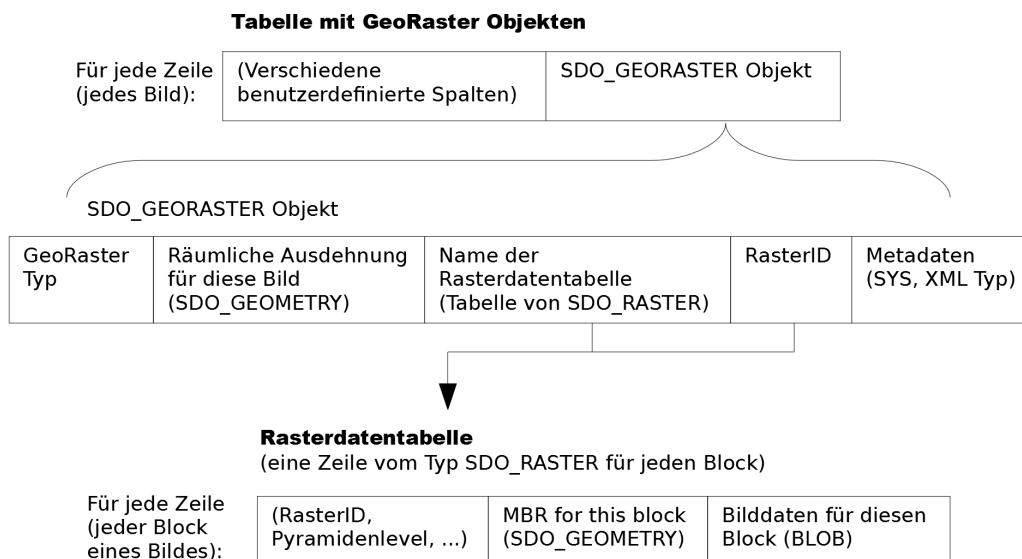 Tabelle mit GeoRaster Objekten
Für jede Zeile
(jedes Bild):
(Verschiedene
benutzerdefinierte Spalten)
SDO_GEORASTER Objekt
SDO_GEORASTER Objekt
GeoRaster
Typ
Räumliche Ausdehnung
für diese Bild
(SDO_GEOMETRY)
Name der
Rasterdatentabelle
(Tabelle von SDO_RASTER)
RasterID
Metadaten
(SYS, XML Typ)
Rasterdatentabelle
(eine Zeile vom Typ SDO_RASTER für jeden Block)
Für jede Zeile
(jeder Block
eines Bildes):
(RasterID,
Pyramidenlevel, ...)
MBR for this block
(SDO_GEOMETRY)
Bilddaten für diesen
Block (BLOB)